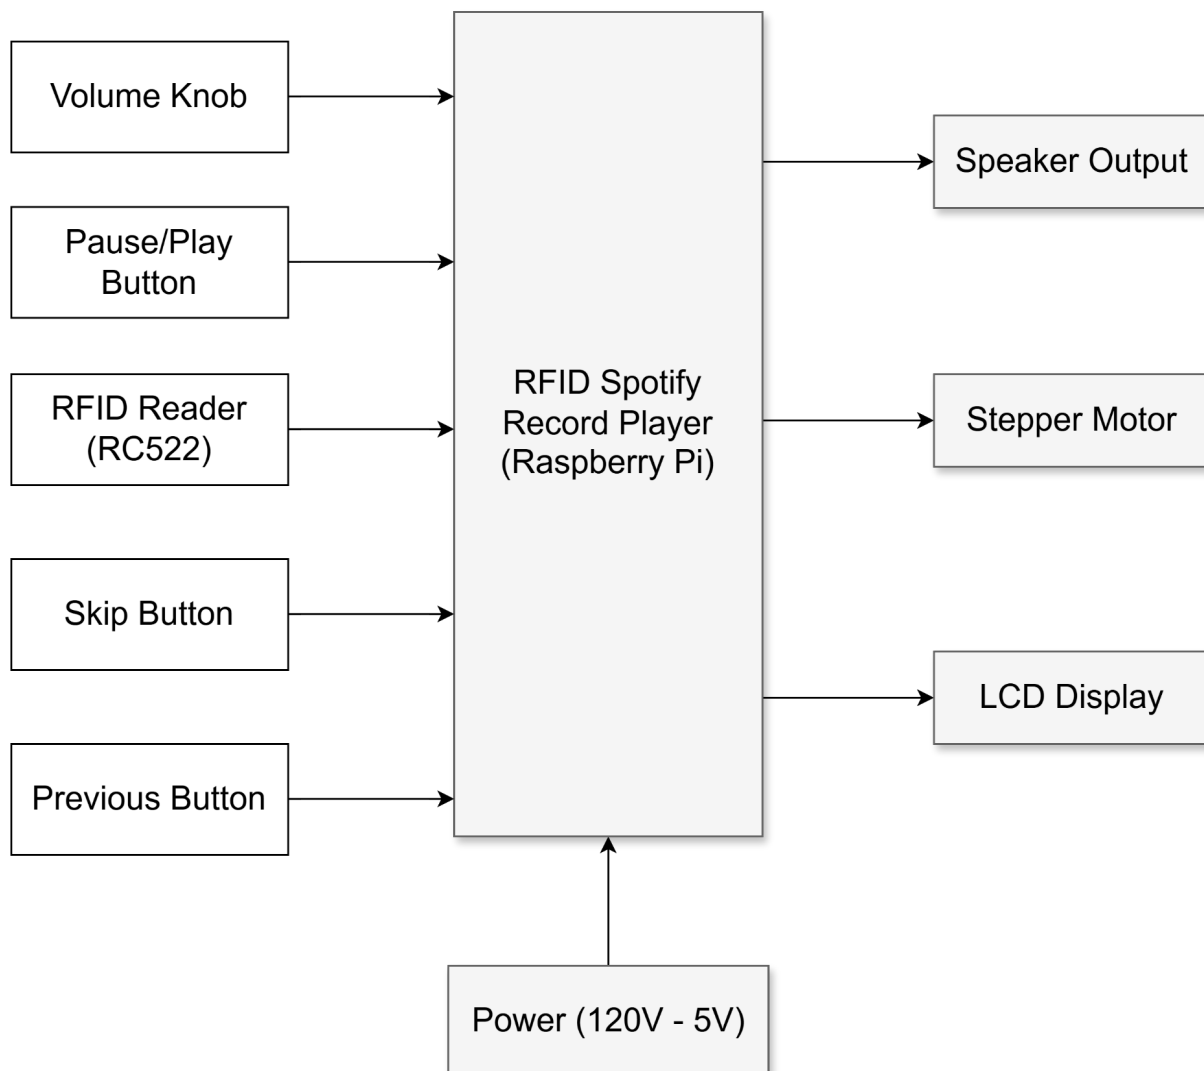 Volume Knob
Pause/Play
Button
RFID Reader
(RC522)
Skip Button
Previous Button
RFID Spotify
Record Player
(Raspberry Pi)
Speaker Output
Stepper Motor
LCD Display
Power (120V - 5V)